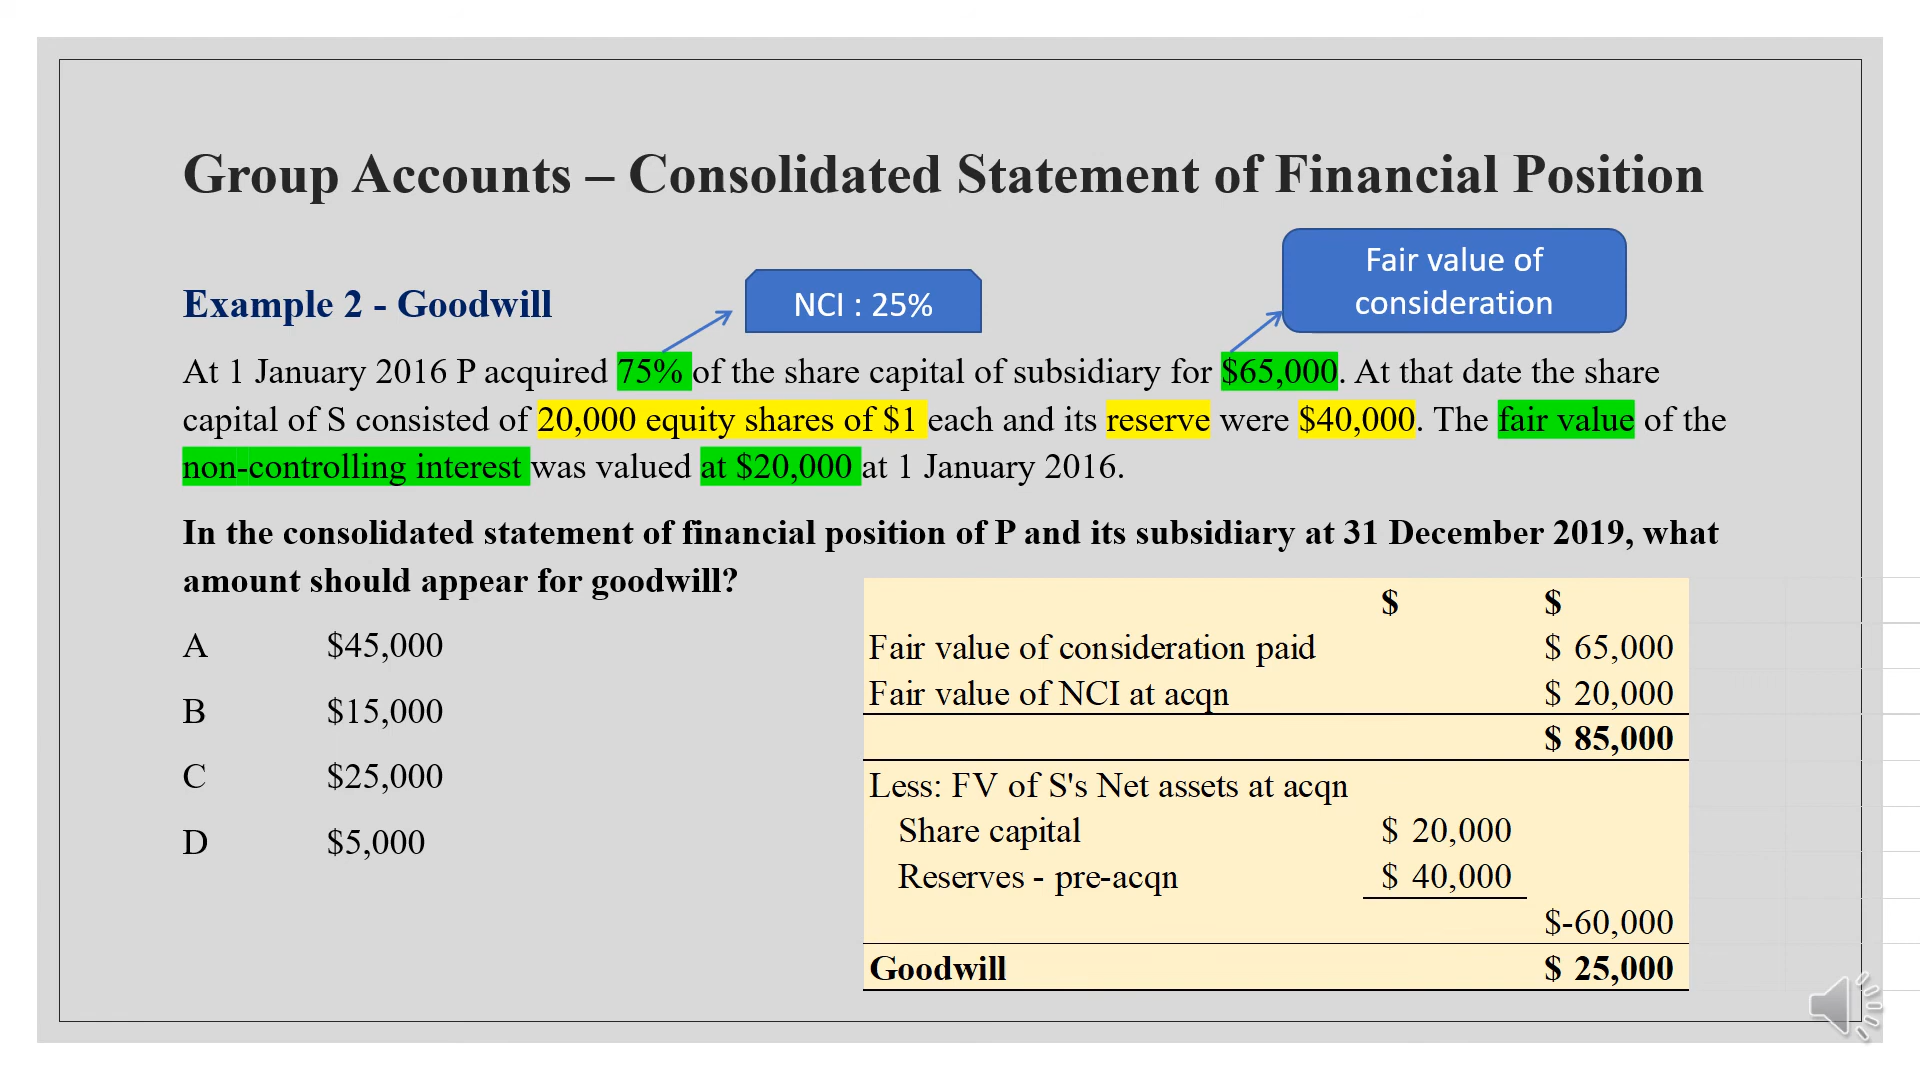 Group Accounts – Consolidated Statement of Financial Position
Fair value of
consideration
Example 2 - Goodwill
NCI : 25%
At 1 January 2016 P acquired 75% of the share capital of subsidiary for $65,000. At that date the share
capital of S consisted of 20,000 equity shares of $1 each and its reserve were $40,000. The fair value of the
non-controlling interest was valued at $20,000 at 1 January 2016.
In the consolidated statement of financial position of P and its subsidiary at 31 December 2019, what
amount should appear for goodwill?
A $45,000
B $15,000
C $25,000
D $5,000
$ $
Fair value of consideration paid $ 65,000
Fair value of NCI at acqn $ 20,000
$ 85,000
Less: FV of S's Net assets at acqn
Share capital $ 20,000
Reserves - pre-acqn $ 40,000
$-60,000
Goodwill $ 25,000